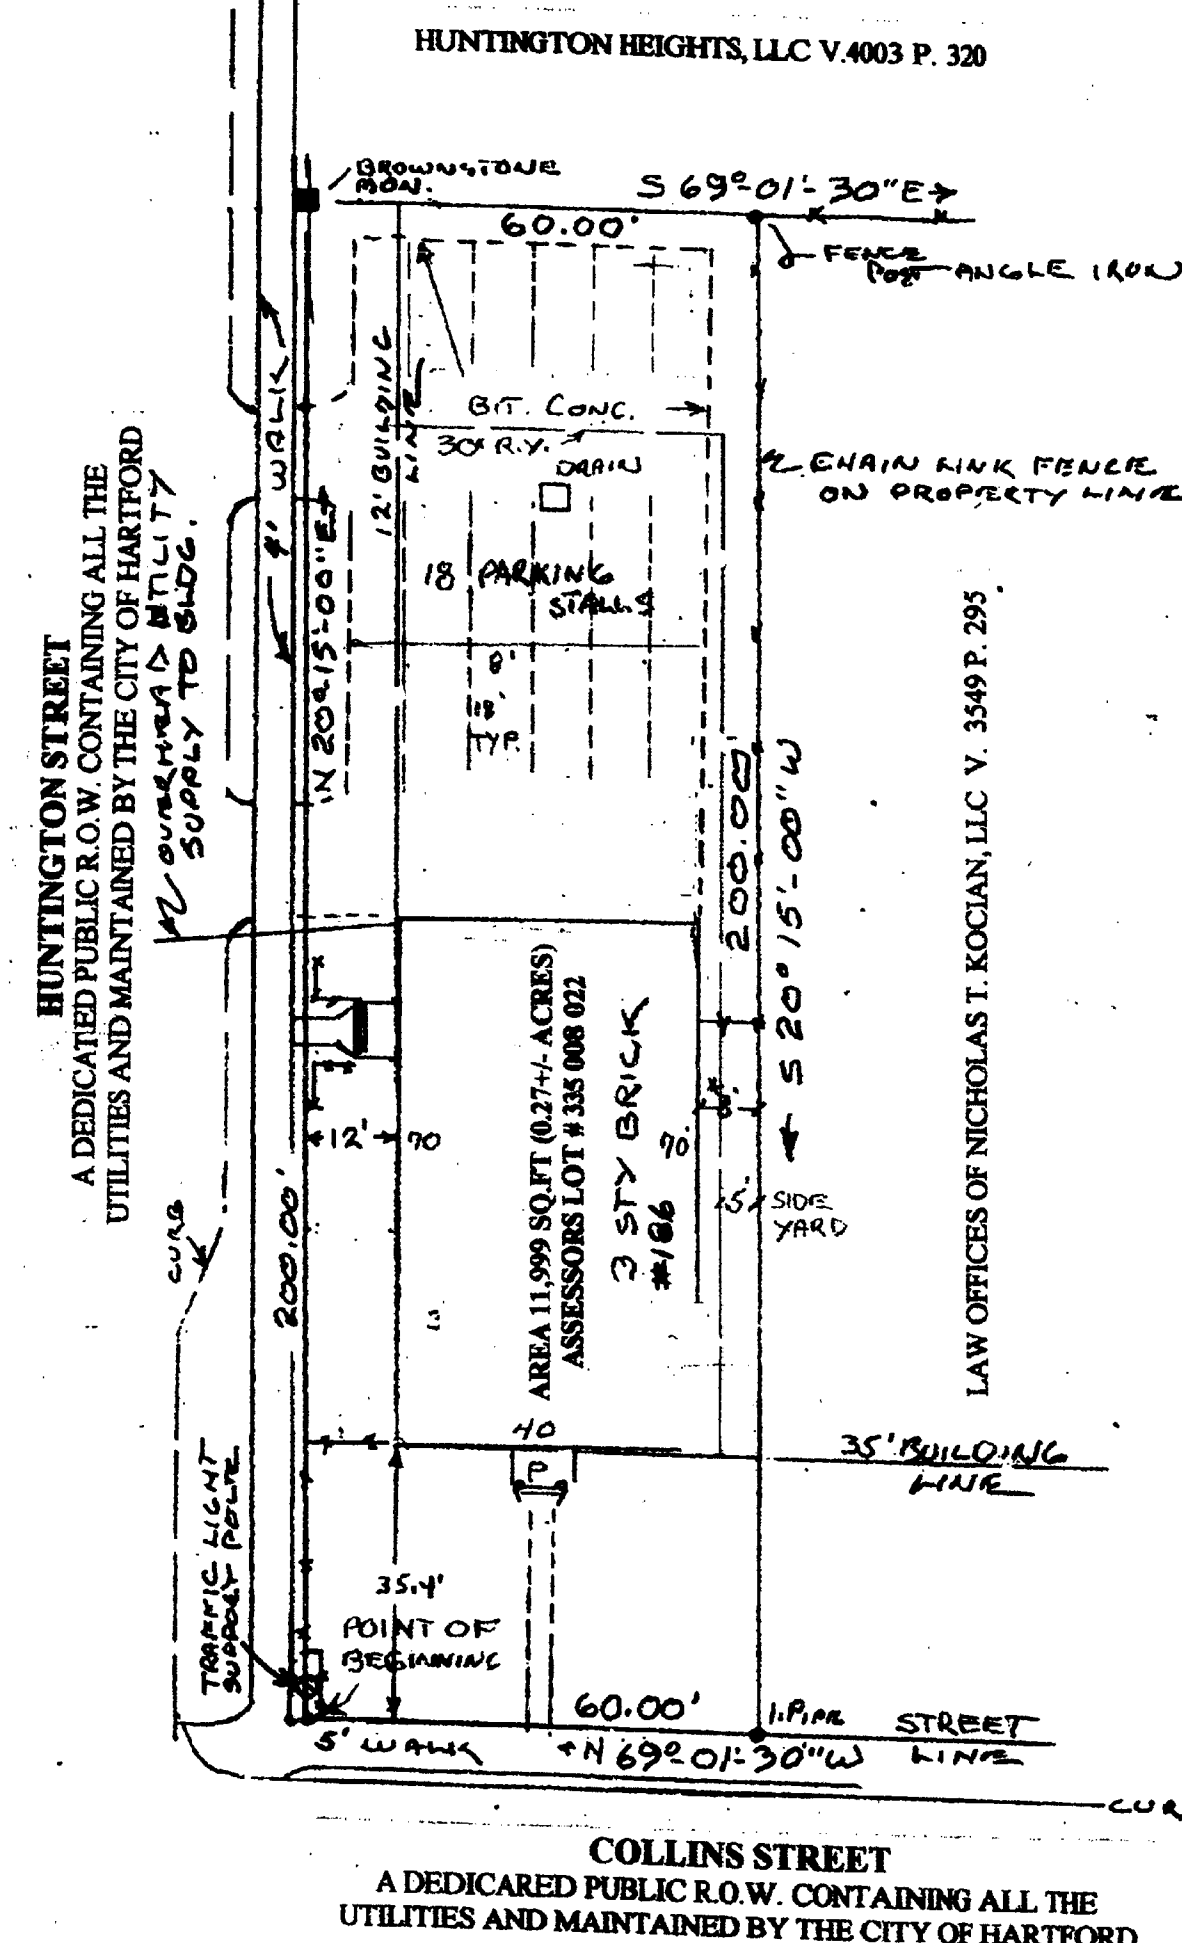 HUNTINGTON HEIGHTS, LLC V.4003 P. 320
BROWNSTONE
MON.
S 69°-01'-30"E
60.00'
FENCE
POST ANGLE IRON
12' BUILDING
LINE
4' WALK
BIT. CONC.
30' R.Y.
DRAIN
CHAIN LINK FENCE
ON PROPERTY LINE
HUNTINGTON STREET
A DEDICATED PUBLIC R.O.W. CONTAINING ALL THE
UTILITIES AND MAINTAINED BY THE CITY OF HARTFORD
OVERHEAD UTILITY
SUPPLY TO BLDG.
N 20°-15'-00"E
18 PARKING
STALLS
8'
18'
TYP.
200.00'
S 20° 15'-00" W
LAW OFFICES OF NICHOLAS T. KOCIAN, LLC V. 3549 P. 295
AREA 11,999 SQ.FT (0.27+/- ACRES)
ASSESSORS LOT # 335 008 022
3 STY BRICK
#186
12'
70
70'
8'
5' SIDE
YARD
CURB
200.00'
40
35' BUILDING
LINE
TRAFFIC LIGHT
SUPPORT POLE
35.4'
POINT OF
BEGINNING
60.00'
I.PIPE
STREET
LINE
5' WALK
N 69°-01'-30"W
CUR
COLLINS STREET
A DEDICARED PUBLIC R.O.W. CONTAINING ALL THE
UTILITIES AND MAINTAINED BY THE CITY OF HARTFORD